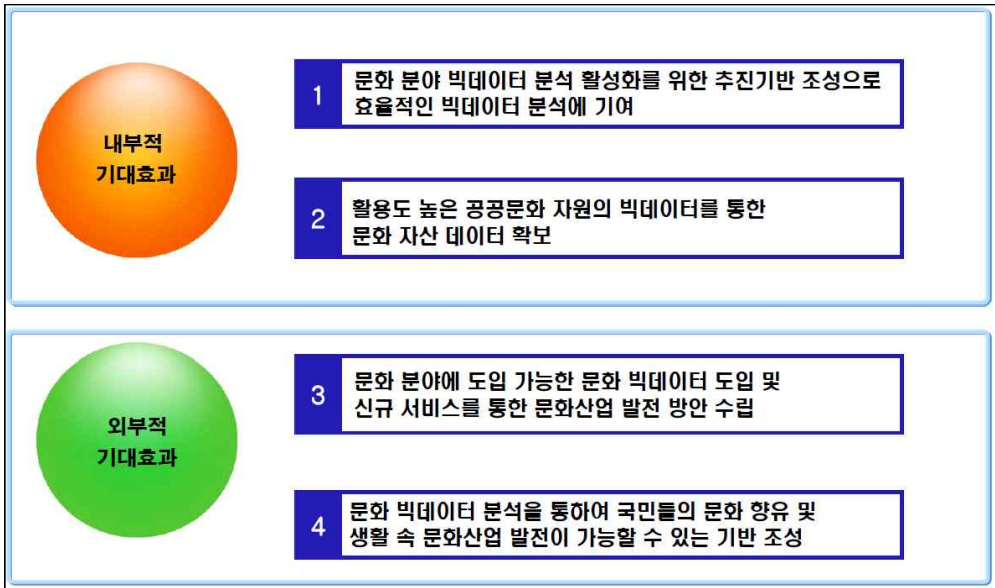 내부적
기대효과
1
문화 분야 빅데이터 분석 활성화를 위한 추진기반 조성으로
효율적인 빅데이터 분석에 기여
2
활용도 높은 공공문화 자원의 빅데이터를 통한
문화 자산 데이터 확보
외부적
기대효과
3
문화 분야에 도입 가능한 문화 빅데이터 도입 및
신규 서비스를 통한 문화산업 발전 방안 수립
4
문화 빅데이터 분석을 통하여 국민들의 문화 향유 및
생활 속 문화산업 발전이 가능할 수 있는 기반 조성